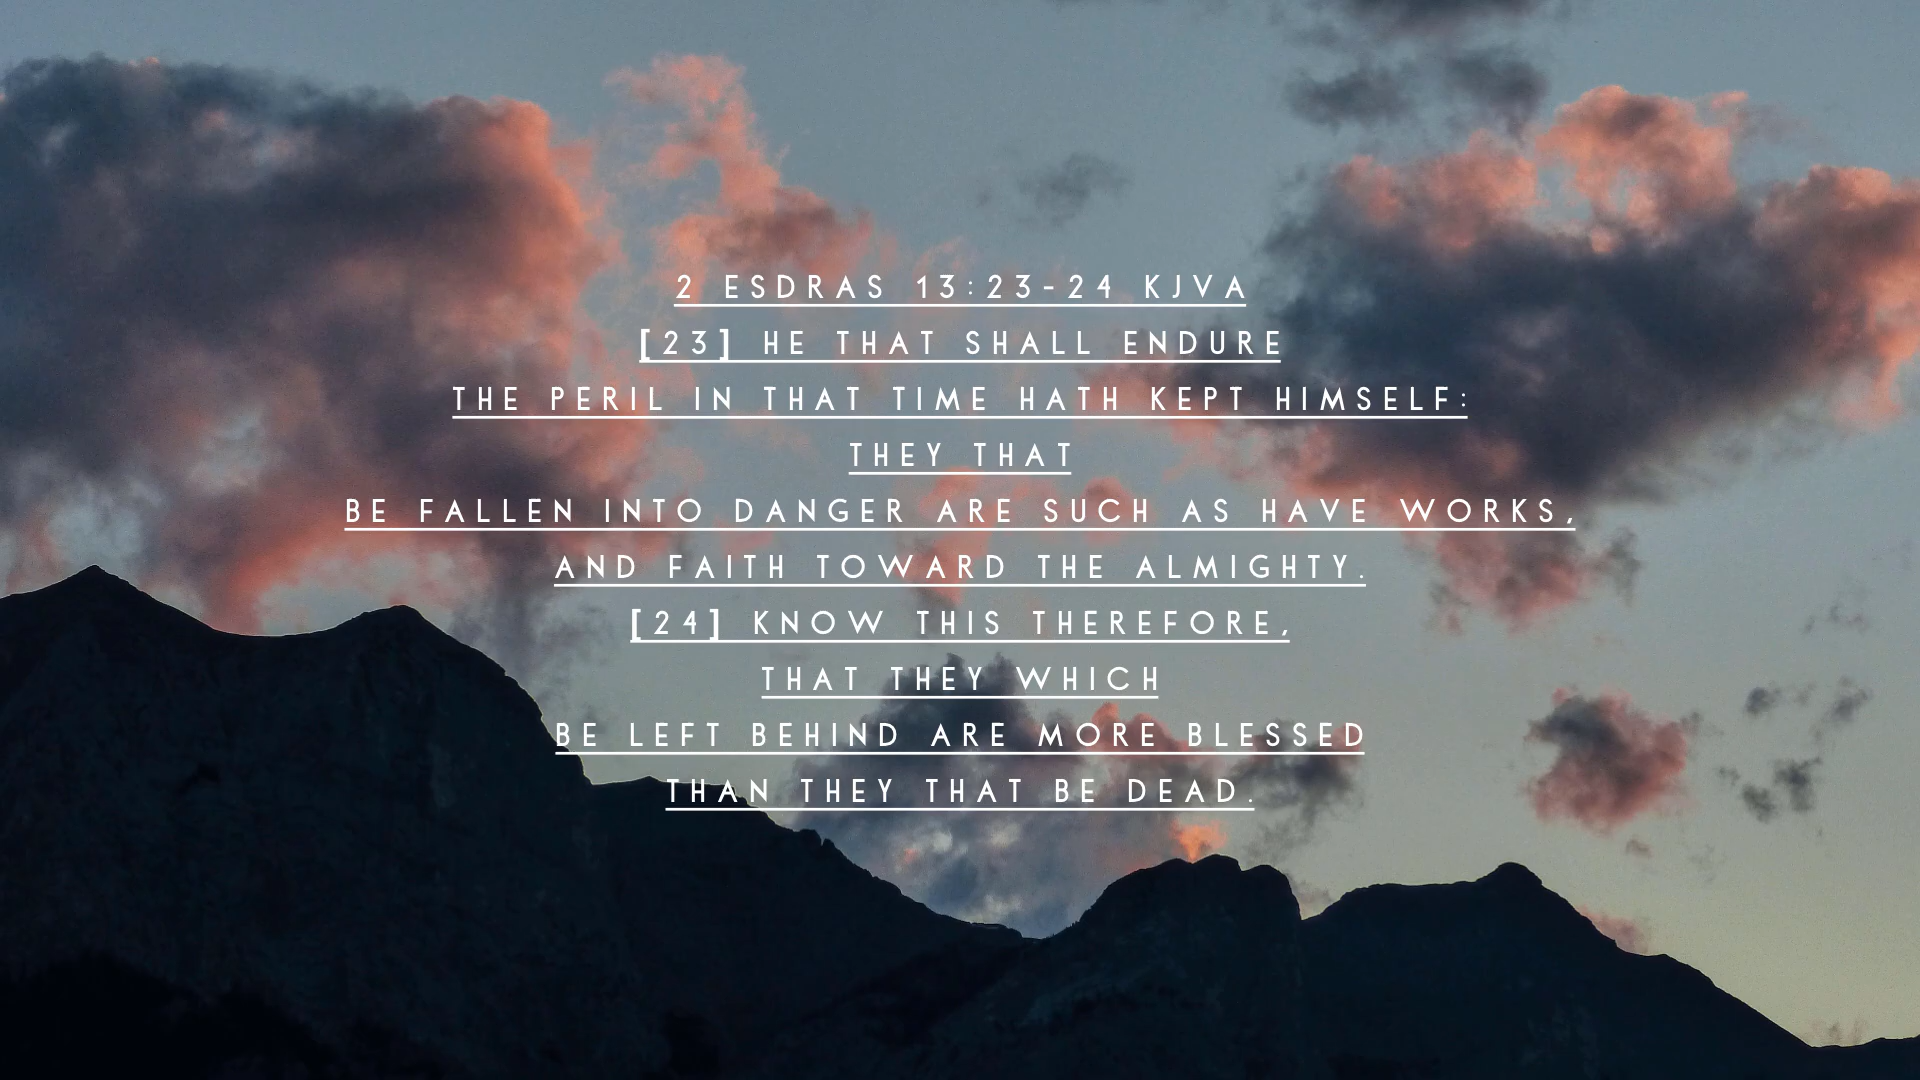 2 ESDRAS 13:23-24 KJVA
[23] HE THAT SHALL ENDURE
THE PERIL IN THAT TIME HATH KEPT HIMSELF:
THEY THAT
BE FALLEN INTO DANGER ARE SUCH AS HAVE WORKS,
AND FAITH TOWARD THE ALMIGHTY.
[24] KNOW THIS THEREFORE,
THAT THEY WHICH
BE LEFT BEHIND ARE MORE BLESSED
THAN THEY THAT BE DEAD.